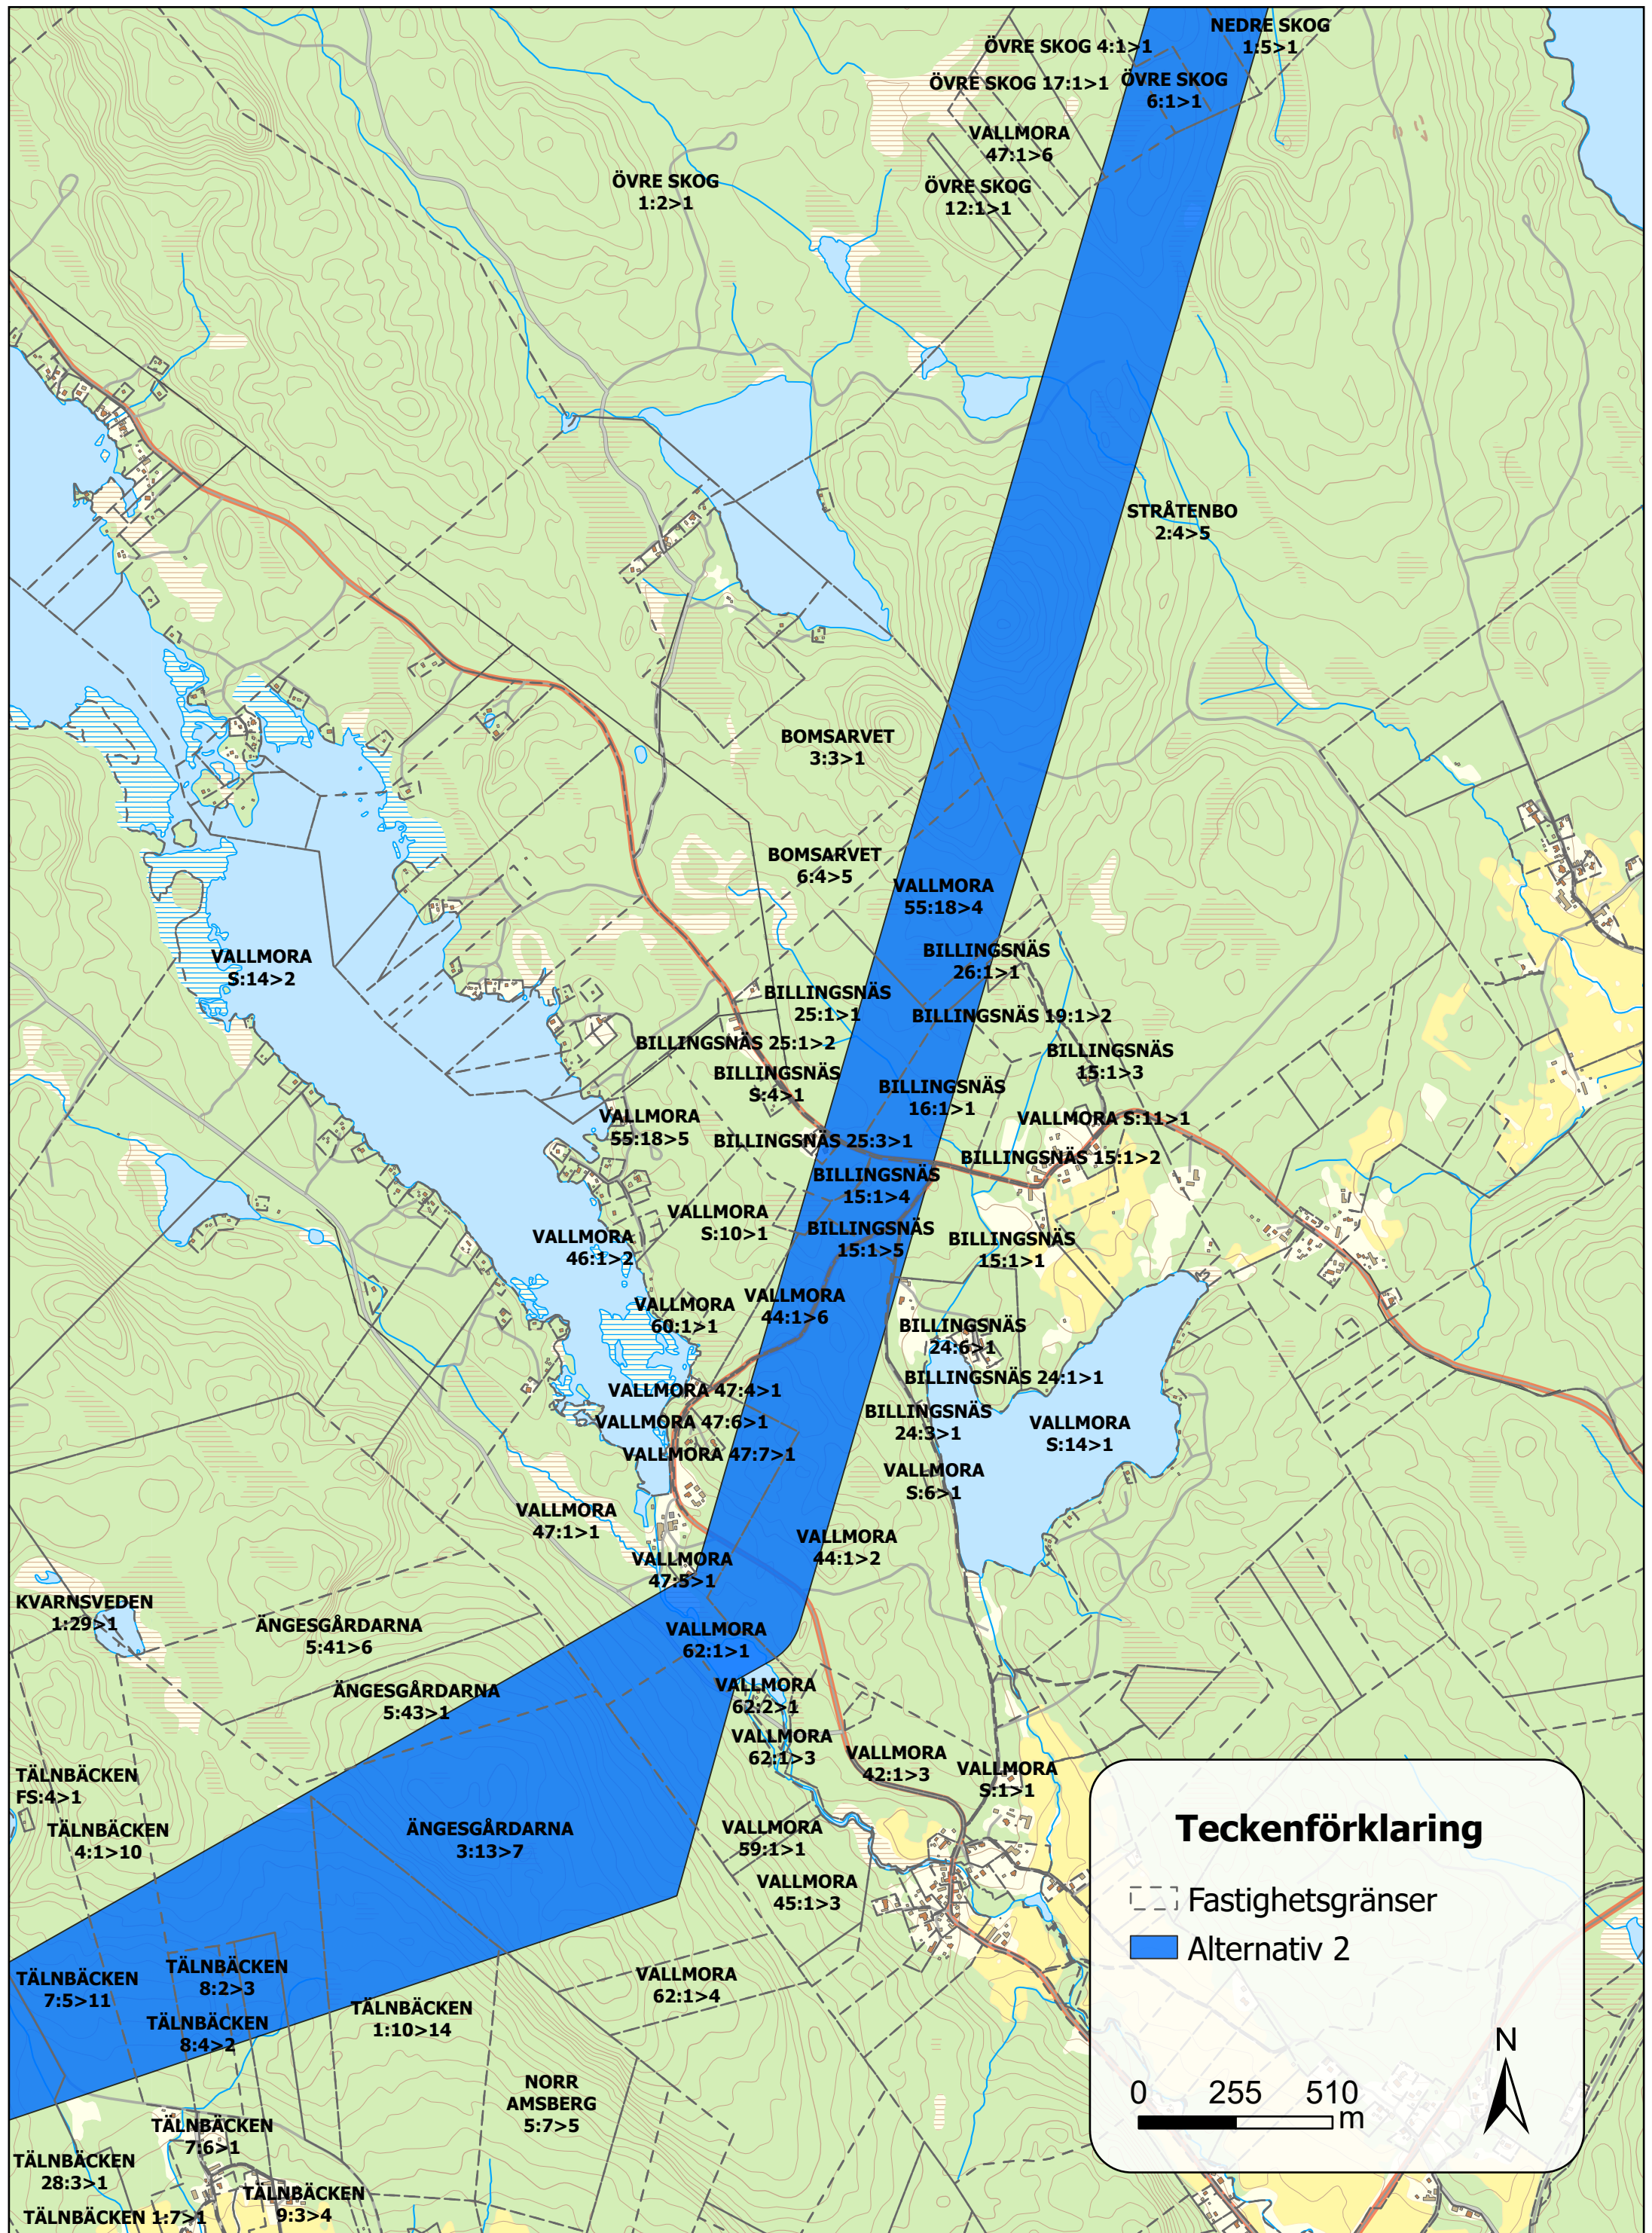 NEDRE SKOG
1:5>1
ÖVRE SKOG 4:1>1
ÖVRE SKOG 17:1>1
ÖVRE SKOG
6:1>1
VALLMORA
47:1>6
ÖVRE SKOG
1:2>1
ÖVRE SKOG
12:1>1
STRÅTENBO
2:4>5
BOMSARVET
3:3>1
BOMSARVET
6:4>5
VALLMORA
55:18>4
VALLMORA
S:14>2
BILLINGSNÄS
26:1>1
BILLINGSNÄS
25:1>1
BILLINGSNÄS 19:1>2
BILLINGSNÄS 25:1>2
BILLINGSNÄS
15:1>3
BILLINGSNÄS
S:4>1
BILLINGSNÄS
16:1>1
VALLMORA
55:18>5
VALLMORA S:11>1
BILLINGSNÄS 25:3>1
BILLINGSNÄS 15:1>2
BILLINGSNÄS
15:1>4
VALLMORA
S:10>1
BILLINGSNÄS
15:1>5
VALLMORA
46:1>2
BILLINGSNÄS
15:1>1
VALLMORA
60:1>1
VALLMORA
44:1>6
BILLINGSNÄS
24:6>1
BILLINGSNÄS 24:1>1
VALLMORA 47:4>1
VALLMORA 47:6>1
BILLINGSNÄS
24:3>1
VALLMORA
S:14>1
VALLMORA 47:7>1
VALLMORA
S:6>1
VALLMORA
47:1>1
VALLMORA
44:1>2
VALLMORA
47:5>1
KVARNSVEDEN
1:29>1
ÄNGESGÅRDARNA
5:41>6
VALLMORA
62:1>1
ÄNGESGÅRDARNA
5:43>1
VALLMORA
62:2>1
VALLMORA
62:1>3
VALLMORA
42:1>3
VALLMORA
S:1>1
TÄLNBÄCKEN
FS:4>1
TÄLNBÄCKEN
4:1>10
ÄNGESGÅRDARNA
3:13>7
VALLMORA
59:1>1
VALLMORA
45:1>3
TÄLNBÄCKEN
7:5>11
TÄLNBÄCKEN
8:2>3
VALLMORA
62:1>4
TÄLNBÄCKEN
8:4>2
TÄLNBÄCKEN
1:10>14
NORR
AMSBERG
5:7>5
TÄLNBÄCKEN
7:6>1
TÄLNBÄCKEN
28:3>1
TÄLNBÄCKEN
9:3>4
TÄLNBÄCKEN 1:7>1
Teckenförklaring
Fastighetsgränser
Alternativ 2
N
0 255 510
m